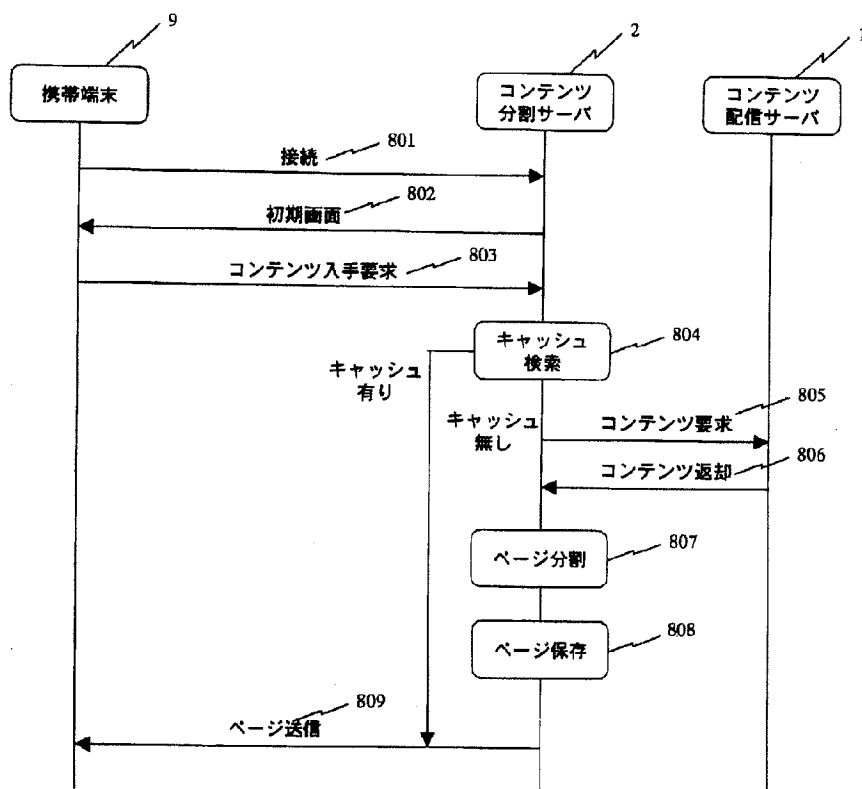 9
2
1
携帯端末
コンテンツ
分割サーバ
コンテンツ
配信サーバ
接続
801
初期画面
802
コンテンツ入手要求
803
キャッシュ
検索
804
キャッシュ
有り
キャッシュ
無し
コンテンツ要求
805
コンテンツ返却
806
ページ分割
807
ページ保存
808
ページ送信
809